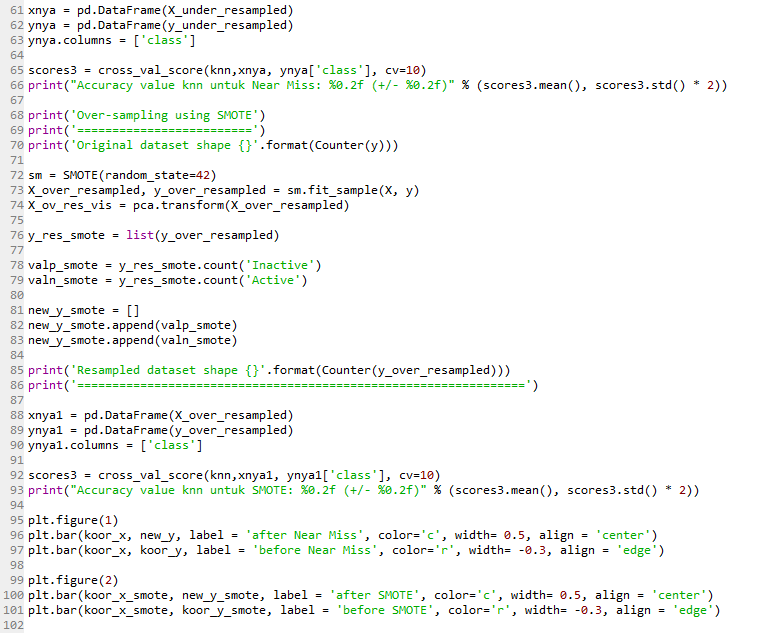 61 xnya = pd.DataFrame(X_under_resampled)
62 ynya = pd.DataFrame(y_under_resampled)
63 ynya.columns = ['class']
64
65 scores3 = cross_val_score(knn,xnya, ynya['class'], cv=10)
66 print("Accuracy value knn untuk Near Miss: %0.2f (+/- %0.2f)" % (scores3.mean(), scores3.std() * 2))
67
68 print('Over-sampling using SMOTE')
69 print('=========================')
70 print('Original dataset shape {}'.format(Counter(y)))
71
72 sm = SMOTE(random_state=42)
73 X_over_resampled, y_over_resampled = sm.fit_sample(X, y)
74 X_ov_res_vis = pca.transform(X_over_resampled)
75
76 y_res_smote = list(y_over_resampled)
77
78 valp_smote = y_res_smote.count('Inactive')
79 valn_smote = y_res_smote.count('Active')
80
81 new_y_smote = []
82 new_y_smote.append(valp_smote)
83 new_y_smote.append(valn_smote)
84
85 print('Resampled dataset shape {}'.format(Counter(y_over_resampled)))
86 print('================================================================')
87
88 xnya1 = pd.DataFrame(X_over_resampled)
89 ynya1 = pd.DataFrame(y_over_resampled)
90 ynya1.columns = ['class']
91
92 scores3 = cross_val_score(knn,xnya1, ynya1['class'], cv=10)
93 print("Accuracy value knn untuk SMOTE: %0.2f (+/- %0.2f)" % (scores3.mean(), scores3.std() * 2))
94
95 plt.figure(1)
96 plt.bar(koor_x, new_y, label = 'after Near Miss', color='c', width= 0.5, align = 'center')
97 plt.bar(koor_x, koor_y, label = 'before Near Miss', color='r', width= -0.3, align = 'edge')
98
99 plt.figure(2)
100 plt.bar(koor_x_smote, new_y_smote, label = 'after SMOTE', color='c', width= 0.5, align = 'center')
101 plt.bar(koor_x_smote, koor_y_smote, label = 'before SMOTE', color='r', width= -0.3, align = 'edge')
102